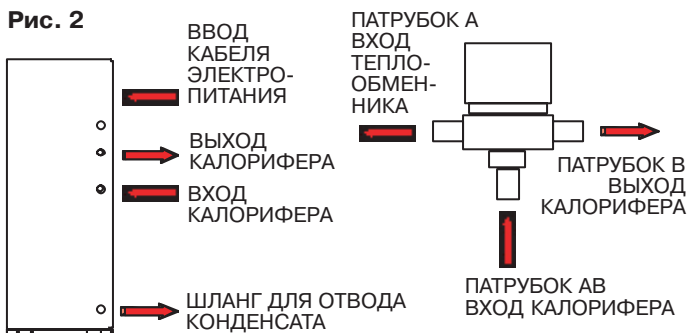 Рис. 2
ВВОД
КАБЕЛЯ
ЭЛЕКТРО-
ПИТАНИЯ
ВЫХОД
КАЛОРИФЕРА
ВХОД
КАЛОРИФЕРА
ШЛАНГ ДЛЯ ОТВОДА
КОНДЕНСАТА
ПАТРУБОК А
ВХОД
ТЕПЛО-
ОБМЕН-
НИКА
ПАТРУБОК В
ВЫХОД
КАЛОРИФЕРА
ПАТРУБОК АВ
ВХОД КАЛОРИФЕРА